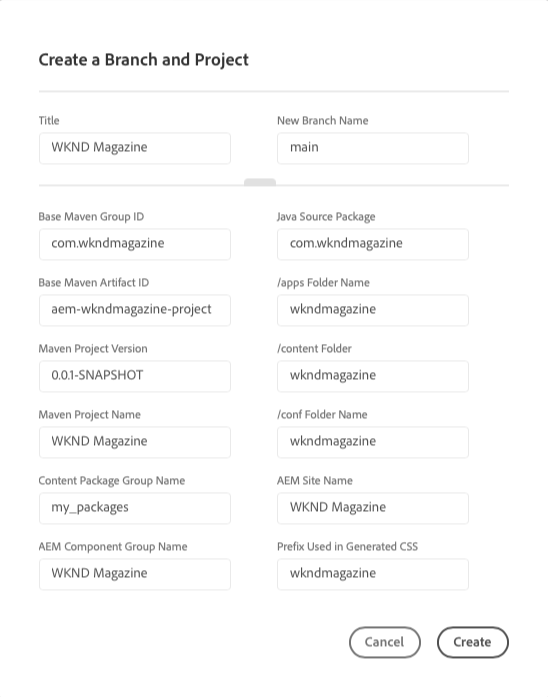 Create a Branch and Project
Title
New Branch Name
WKND Magazine
main
Base Maven Group ID
Java Source Package
com.wkndmagazine
com.wkndmagazine
Base Maven Artifact ID
/apps Folder Name
aem-wkndmagazine-project
wkndmagazine
Maven Project Version
/content Folder
0.0.1-SNAPSHOT
wkndmagazine
Maven Project Name
/conf Folder Name
WKND Magazine
wkndmagazine
Content Package Group Name
AEM Site Name
my_packages
WKND Magazine
AEM Component Group Name
Prefix Used in Generated CSS
WKND Magazine
wkndmagazine
Cancel
Create